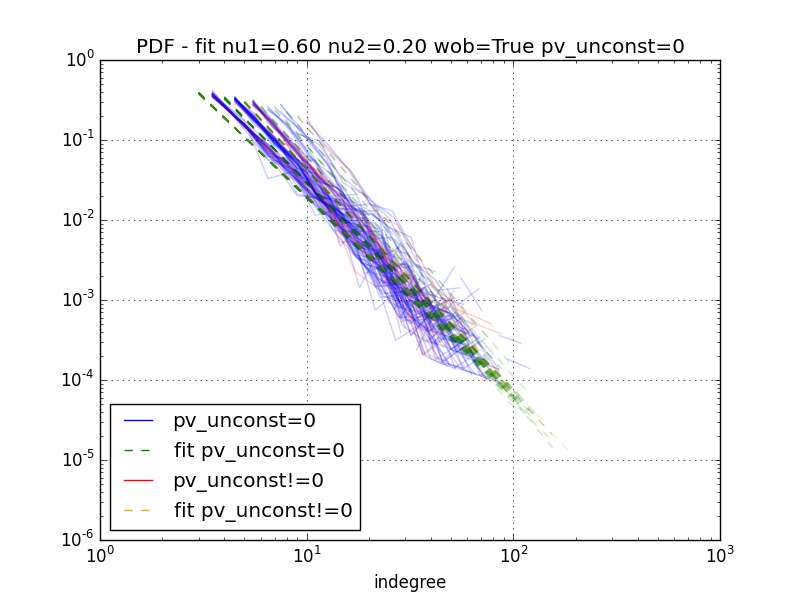 PDF - fit nu1=0.60 nu2=0.20 wob=True pv_unconst=0
10^0
10^-1
10^-2
10^-3
10^-4
10^-5
10^-6
pv_unconst=0
fit pv_unconst=0
pv_unconst!=0
fit pv_unconst!=0
10^0 10^1 10^2 10^3
indegree